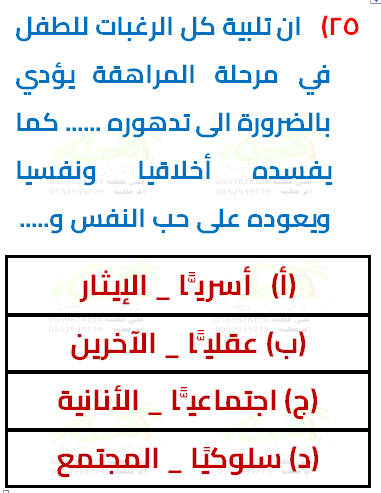 ٢٥) ان تلبية كل الرغبات للطفل
في مرحلة المراهقة يؤدي
بالضرورة الى تدهوره ...... كما
يفسده أخلاقيا ونفسيا
ويعوده على حب النفس و.....
(أ) أسريًّا _ الإيثار
(ب) عقليًّا _ الآخرين
(ج) اجتماعيًّا _ الأنانية
(د) سلوكيًا _ المجتمع